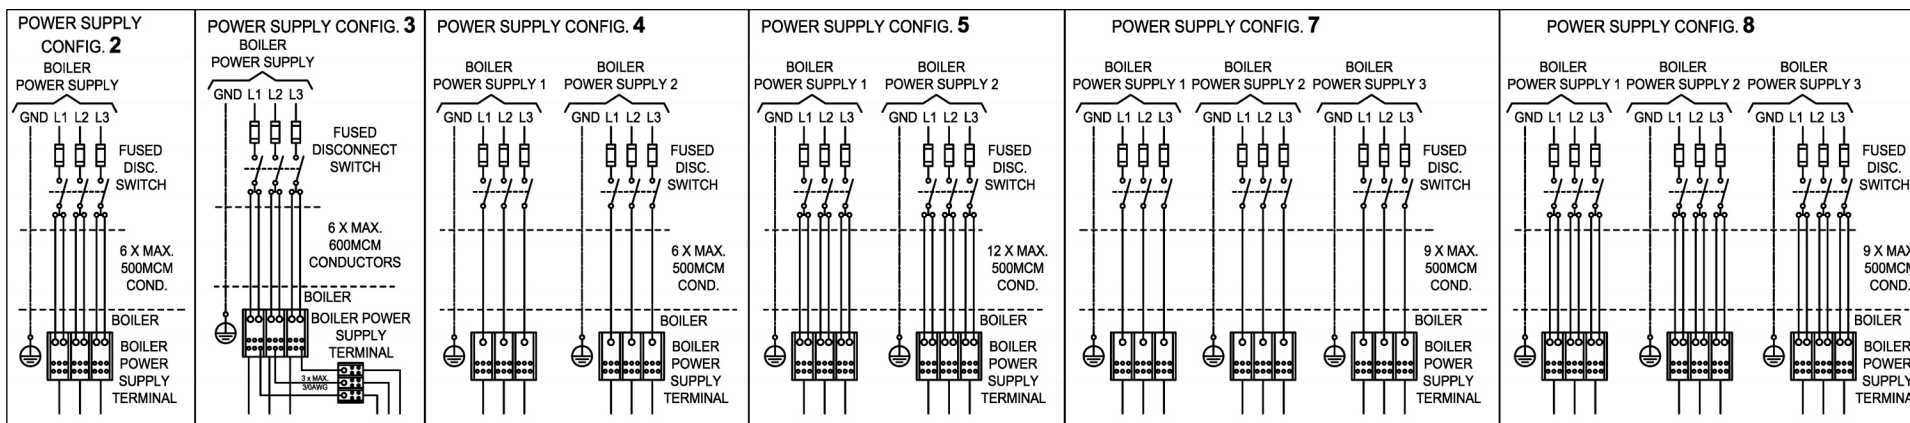 POWER SUPPLY
CONFIG. 2
BOILER
POWER SUPPLY
GND L1 L2 L3
FUSED
DISC.
SWITCH
6 X MAX.
500MCM
COND.
BOILER
BOILER
POWER
SUPPLY
TERMINAL
POWER SUPPLY CONFIG. 3
BOILER
POWER SUPPLY
GND L1 L2 L3
FUSED
DISCONNECT
SWITCH
6 X MAX.
600MCM
CONDUCTORS
BOILER
BOILER POWER
SUPPLY
TERMINAL
3 x MAX.
3/0AWG
POWER SUPPLY CONFIG. 4
BOILER
POWER SUPPLY 1
GND L1 L2 L3
BOILER
POWER SUPPLY 2
GND L1 L2 L3
FUSED
DISC.
SWITCH
6 X MAX.
500MCM
COND.
BOILER
BOILER
POWER
SUPPLY
TERMINAL
POWER SUPPLY CONFIG. 5
BOILER
POWER SUPPLY 1
GND L1 L2 L3
BOILER
POWER SUPPLY 2
GND L1 L2 L3
FUSED
DISC.
SWITCH
12 X MAX.
500MCM
COND.
BOILER
BOILER
POWER
SUPPLY
TERMINAL
POWER SUPPLY CONFIG. 7
BOILER
POWER SUPPLY 1
GND L1 L2 L3
BOILER
POWER SUPPLY 2
GND L1 L2 L3
BOILER
POWER SUPPLY 3
GND L1 L2 L3
FUSED
DISC.
SWITCH
9 X MAX.
500MCM
COND.
BOILER
BOILER
POWER
SUPPLY
TERMINAL
POWER SUPPLY CONFIG. 8
BOILER
POWER SUPPLY 1
GND L1 L2 L3
BOILER
POWER SUPPLY 2
GND L1 L2 L3
BOILER
POWER SUPPLY 3
GND L1 L2 L3
FUSED
DISC.
SWITCH
9 X MAX
500MCM
COND.
BOILER
BOILER
POWER
SUPPLY
TERMINA